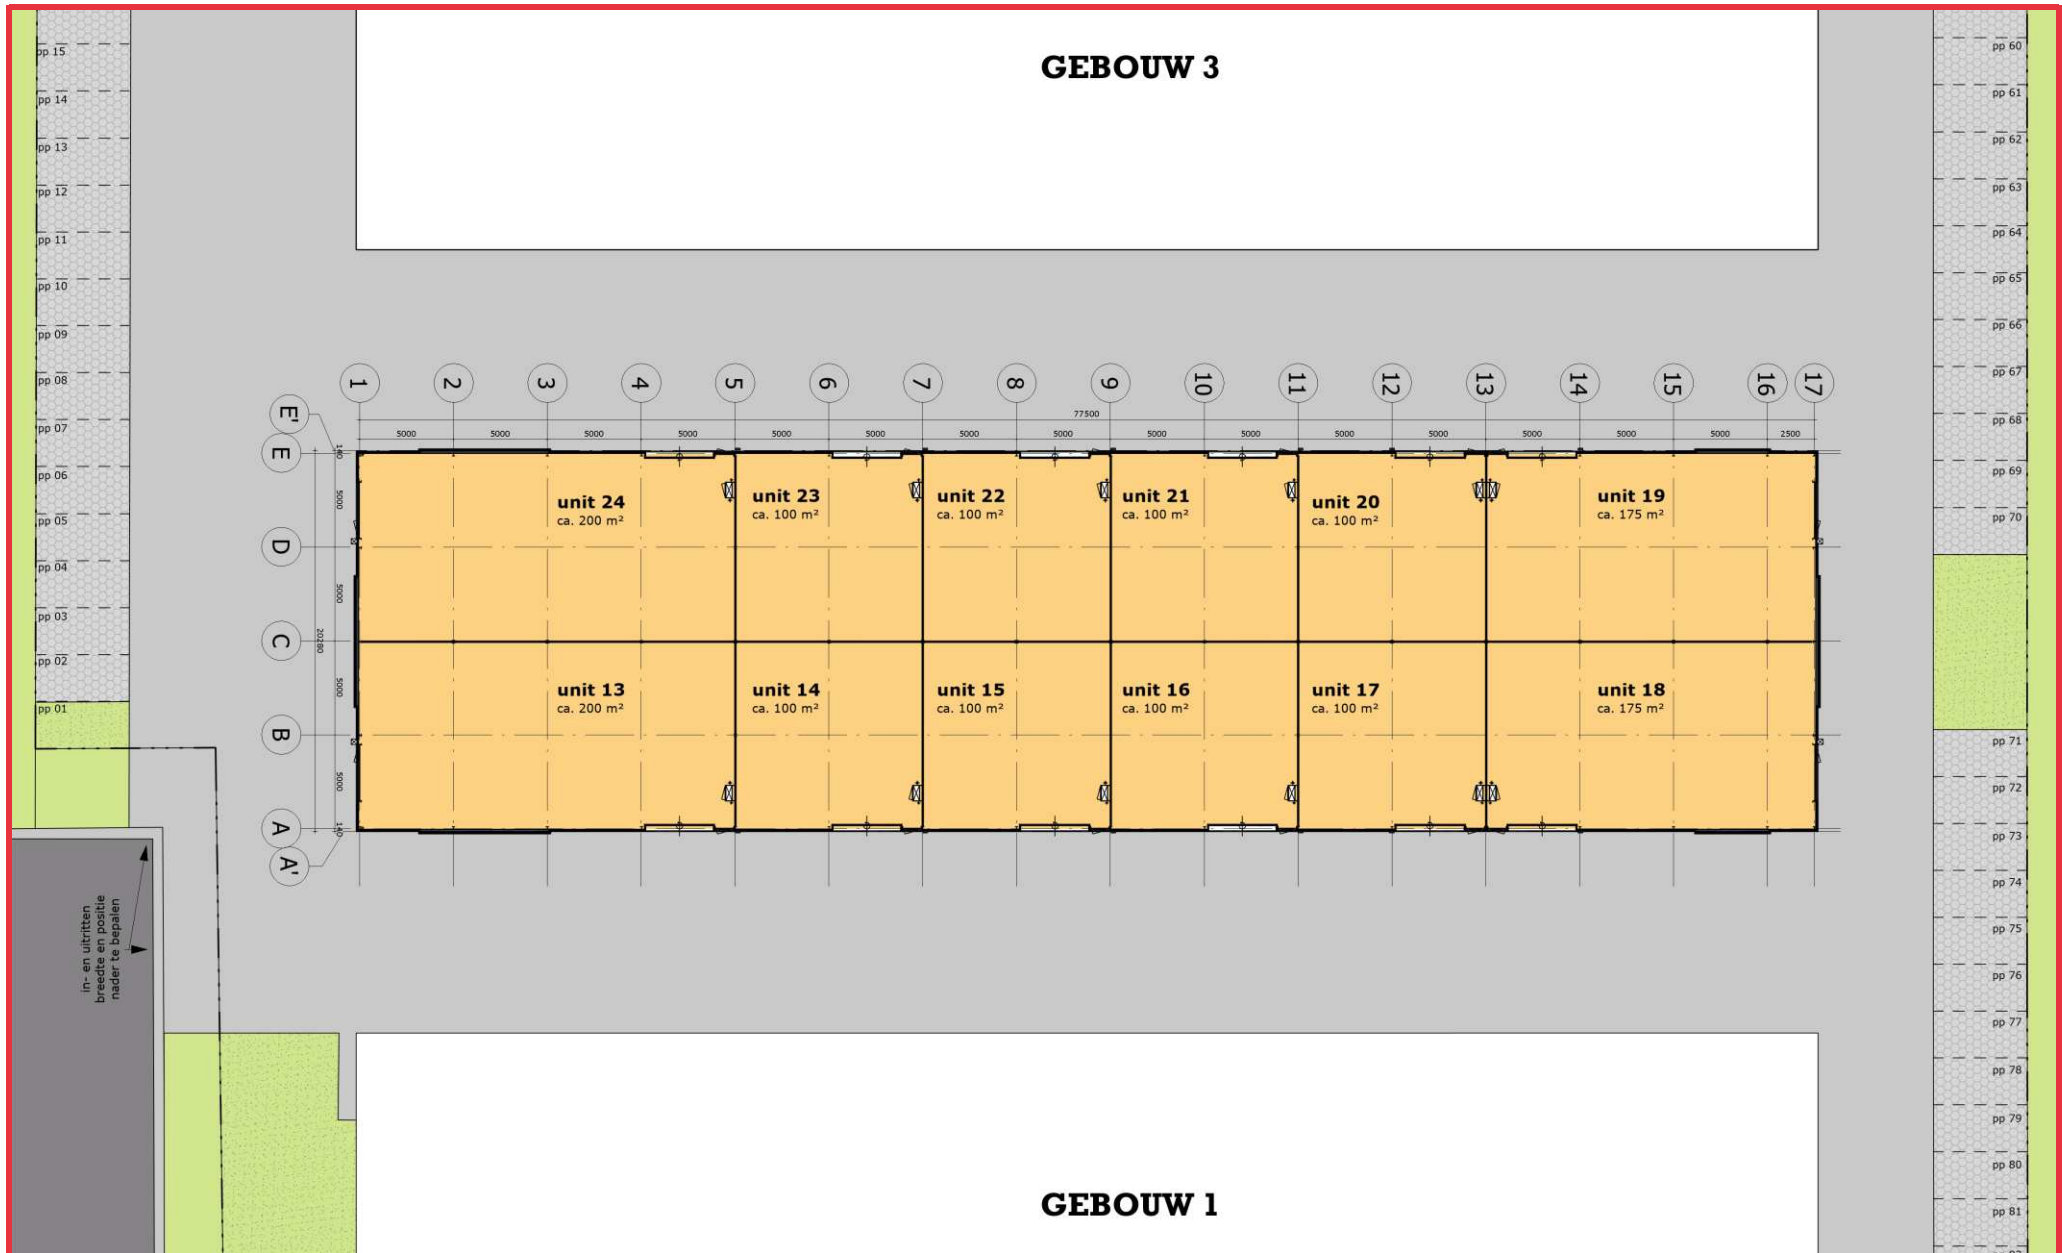 GEBOUW 3
pp 15
pp 14
pp 13
pp 12
pp 11
pp 10
pp 09
pp 08
pp 07
pp 06
pp 05
pp 04
pp 03
pp 02
pp 01
pp 60
pp 61
pp 62
pp 63
pp 64
pp 65
pp 66
pp 67
pp 68
pp 69
pp 70
pp 71
pp 72
pp 73
pp 74
pp 75
pp 76
pp 77
pp 78
pp 79
pp 80
pp 81
1 2 3 4 5 6 7 8 9 10 11 12 13 14 15 16 17
77500
5000 5000 5000 5000 5000 5000 5000 5000 5000 5000 5000 5000 5000 5000 5000 2500
E'
E
D
C
B
A
A'
140
5000
5000
20280
5000
5000
140
unit 24
ca. 200 m²
unit 23
ca. 100 m²
unit 22
ca. 100 m²
unit 21
ca. 100 m²
unit 20
ca. 100 m²
unit 19
ca. 175 m²
unit 13
ca. 200 m²
unit 14
ca. 100 m²
unit 15
ca. 100 m²
unit 16
ca. 100 m²
unit 17
ca. 100 m²
unit 18
ca. 175 m²
in- en uitritten
breedte en positie
nader te bepalen
GEBOUW 1